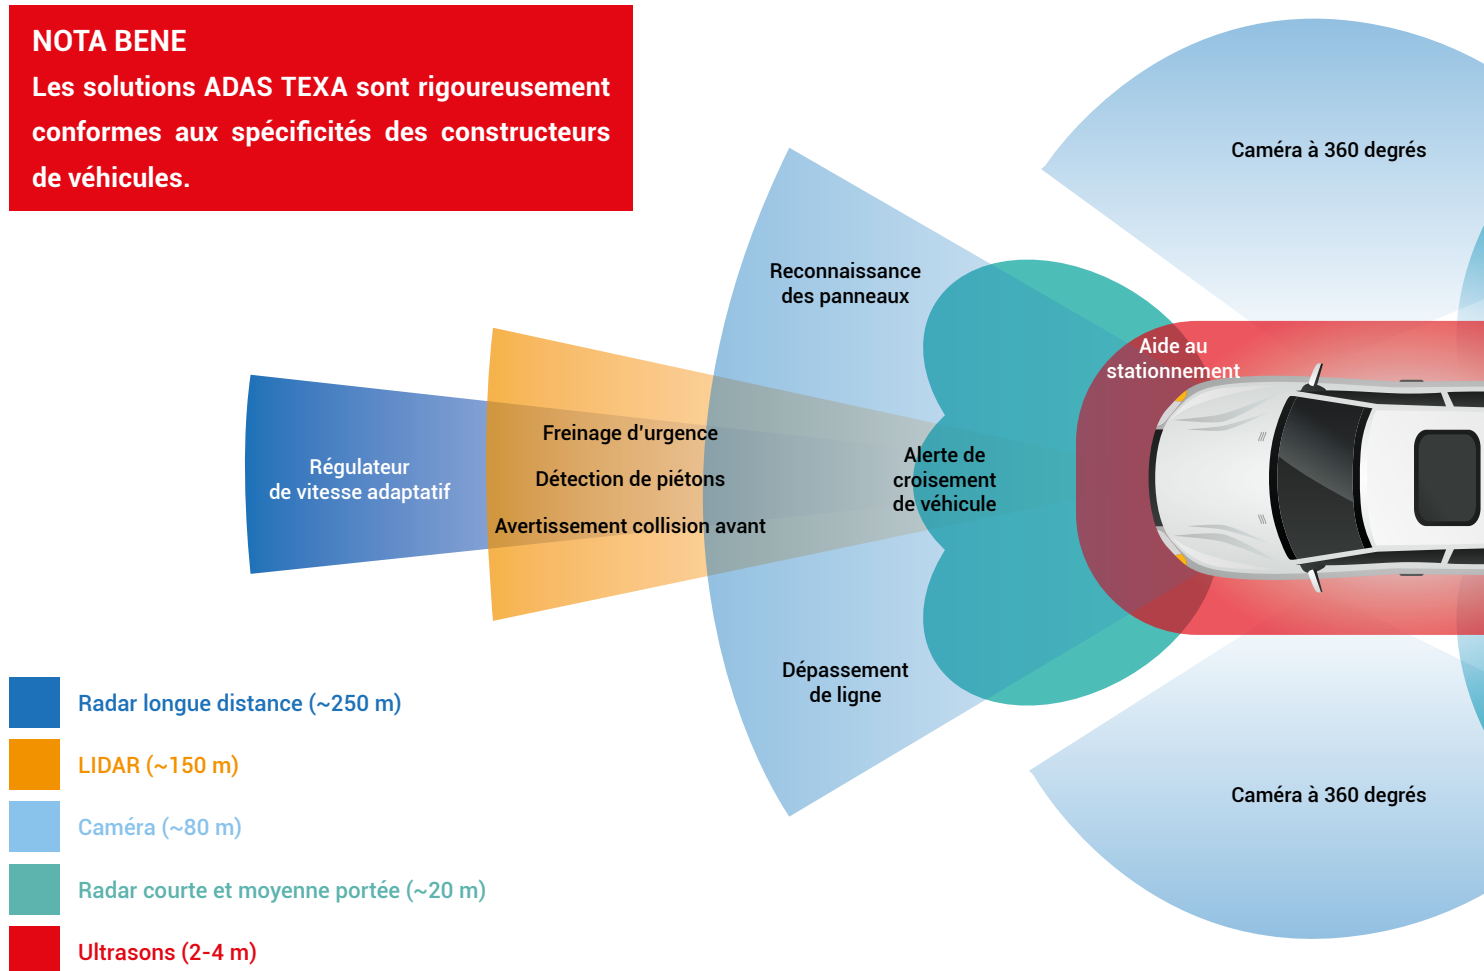 NOTA BENE
Les solutions ADAS TEXA sont rigoureusement
conformes aux spécificités des constructeurs
de véhicules.
Caméra à 360 degrés
Reconnaissance
des panneaux
Aide au
stationnement
Régulateur
de vitesse adaptatif
Freinage d'urgence
Détection de piétons
Avertissement collision avant
Alerte de
croisement
de véhicule
Dépassement
de ligne
Caméra à 360 degrés
Radar longue distance (~250 m)
LIDAR (~150 m)
Caméra (~80 m)
Radar courte et moyenne portée (~20 m)
Ultrasons (2-4 m)